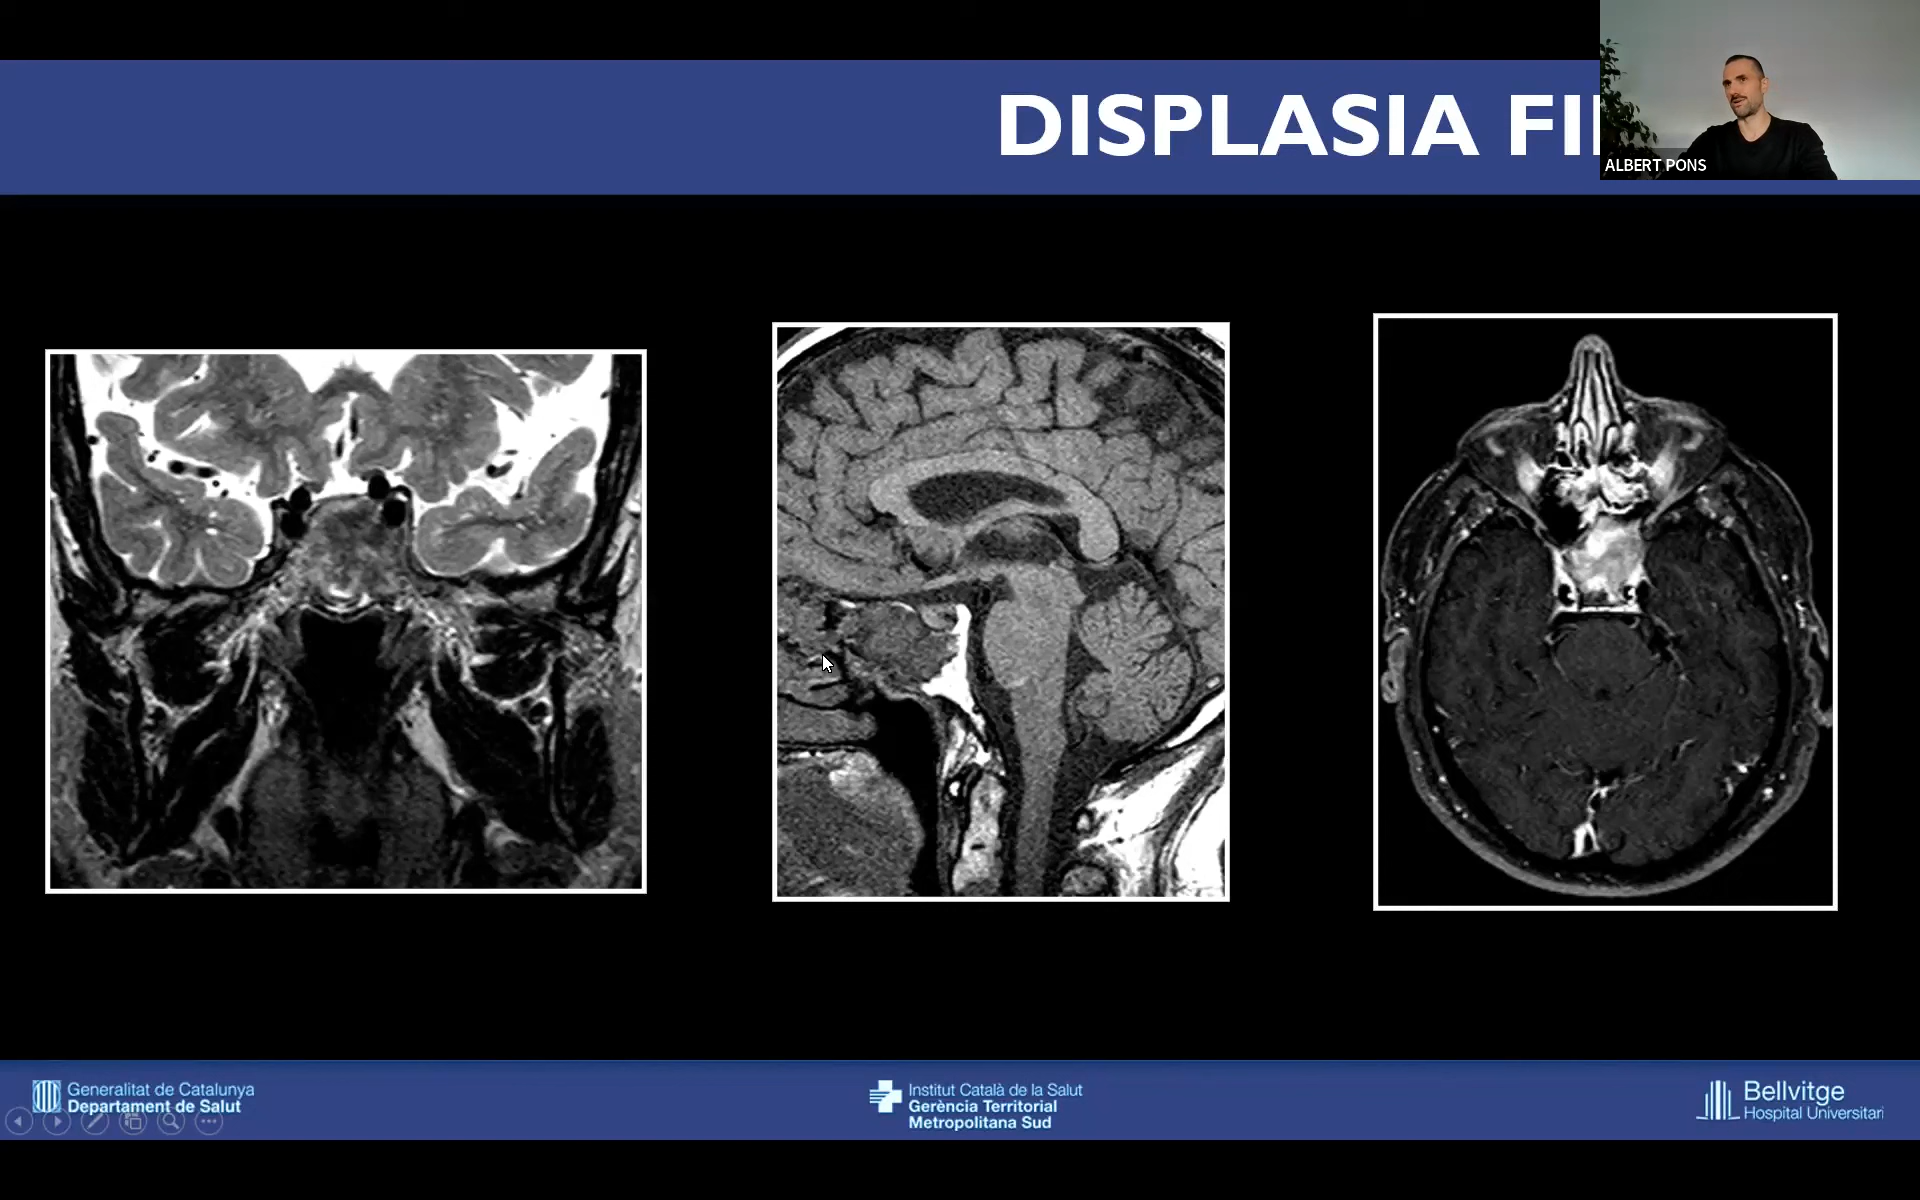 DISPLASIA FI
ALBERT PONS
Generalitat de Catalunya
Departament de Salut
Institut Català de la Salut
Gerència Territorial
Metropolitana Sud
Bellvitge
Hospital Universitari